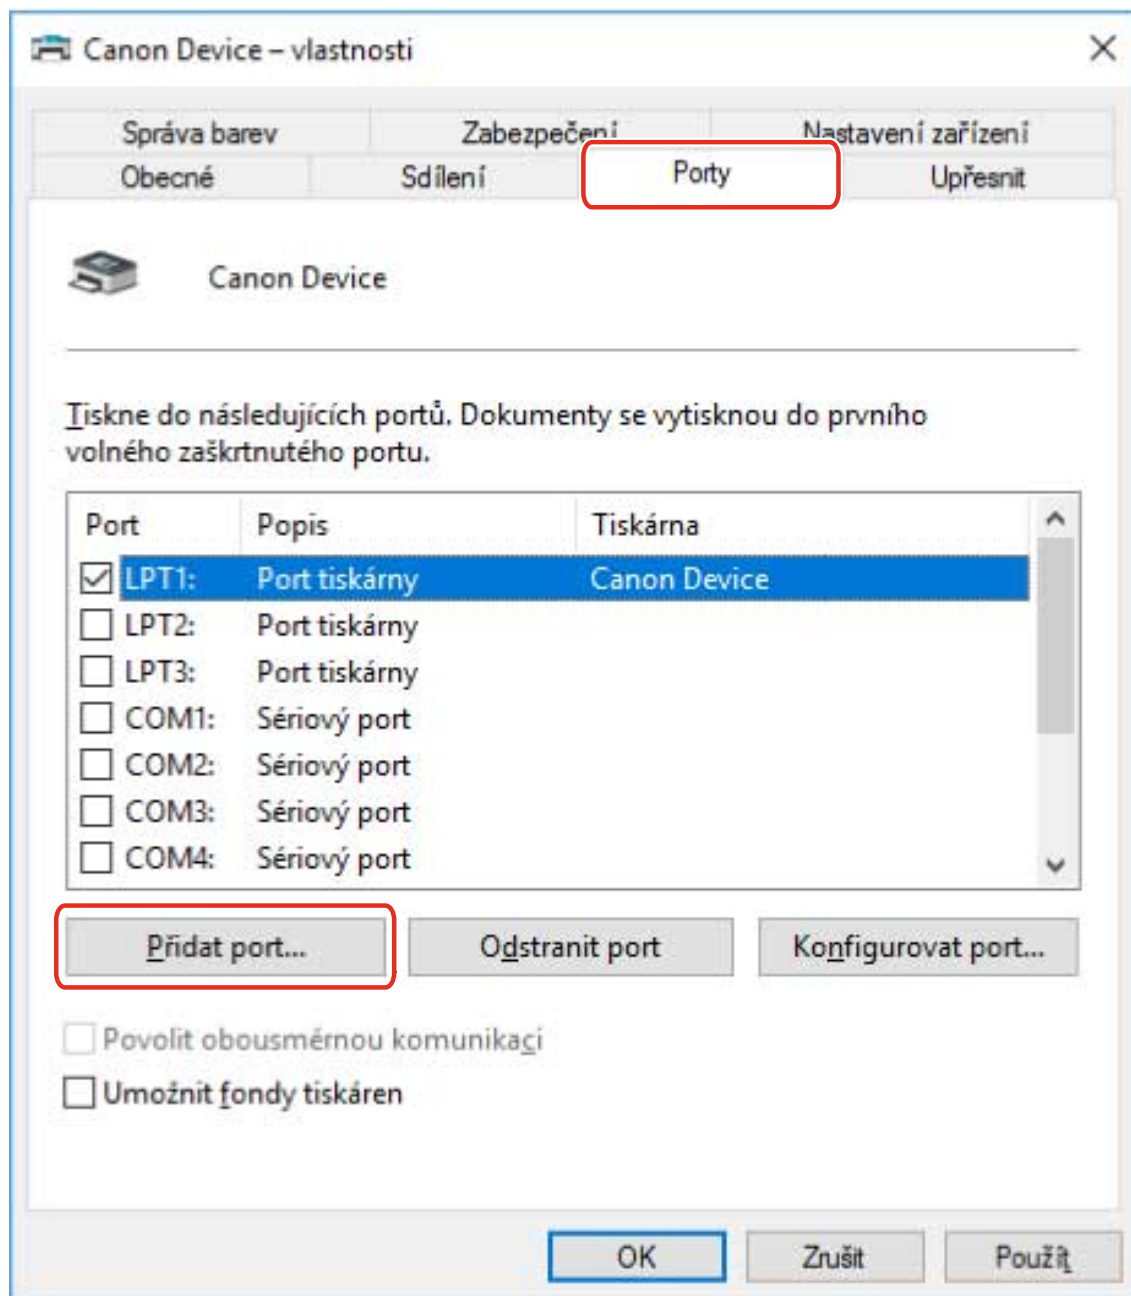 Canon Device – vlastnosti
Správa barev Zabezpečení Nastavení zařízení
Obecné Sdílení Porty Upřesnit
Canon Device
Tiskne do následujících portů. Dokumenty se vytisknou do prvního
volného zaškrtnutého portu.
Port Popis Tiskárna
LPT1: Port tiskárny Canon Device
LPT2: Port tiskárny
LPT3: Port tiskárny
COM1: Sériový port
COM2: Sériový port
COM3: Sériový port
COM4: Sériový port
Přidat port... Odstranit port Konfigurovat port...
Povolit obousměrnou komunikaci
Umožnit fondy tiskáren
OK Zrušit Použít